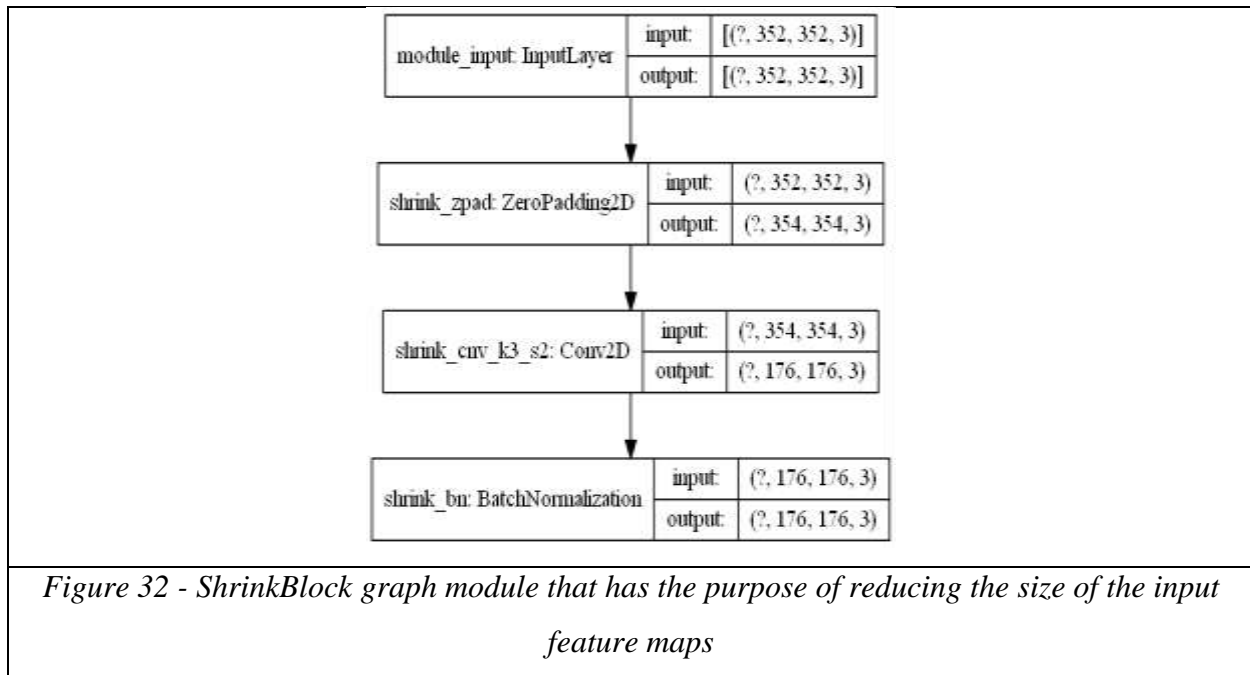 module_input: InputLayer
input: [(?, 352, 352, 3)]
output: [(?, 352, 352, 3)]
shrink_zpad: ZeroPadding2D
input: (?, 352, 352, 3)
output: (?, 354, 354, 3)
shrink_cnv_k3_s2: Conv2D
input: (?, 354, 354, 3)
output: (?, 176, 176, 3)
shrink_bn: BatchNormalization
input: (?, 176, 176, 3)
output: (?, 176, 176, 3)
Figure 32 - ShrinkBlock graph module that has the purpose of reducing the size of the input
feature maps